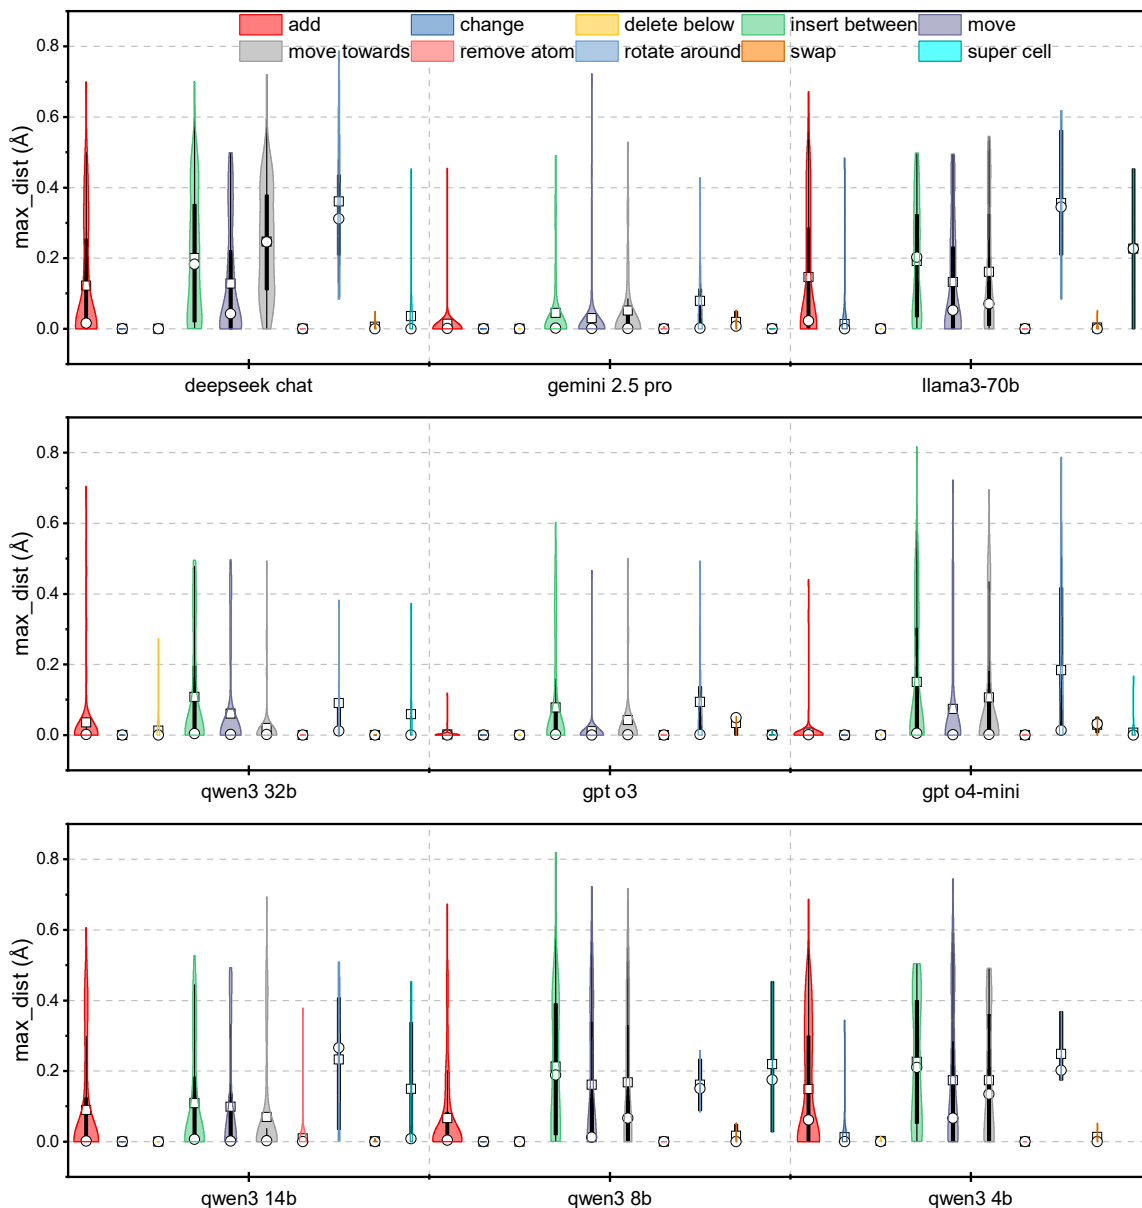 add change delete below insert between move
move towards remove atom rotate around swap super cell
max_dist (Å)
0.8
0.6
0.4
0.2
0.0
deepseek chat gemini 2.5 pro llama3-70b
max_dist (Å)
0.8
0.6
0.4
0.2
0.0
qwen3 32b gpt o3 gpt o4-mini
max_dist (Å)
0.8
0.6
0.4
0.2
0.0
qwen3 14b qwen3 8b qwen3 4b